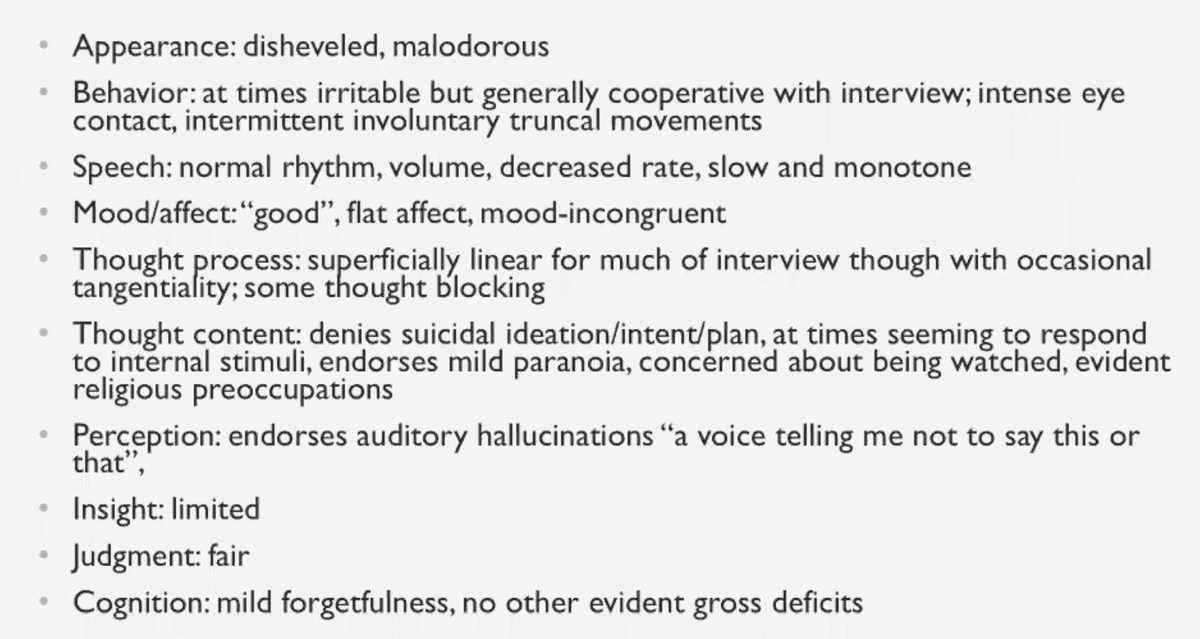 • Appearance: disheveled, malodorous
• Behavior: at times irritable but generally cooperative with interview; intense eye
contact, intermittent involuntary truncal movements
• Speech: normal rhythm, volume, decreased rate, slow and monotone
• Mood/affect: “good”, flat affect, mood-incongruent
• Thought process: superficially linear for much of interview though with occasional
tangentiality; some thought blocking
• Thought content: denies suicidal ideation/intent/plan, at times seeming to respond
to internal stimuli, endorses mild paranoia, concerned about being watched, evident
religious preoccupations
• Perception: endorses auditory hallucinations “a voice telling me not to say this or
that”,
• Insight: limited
• Judgment: fair
• Cognition: mild forgetfulness, no other evident gross deficits